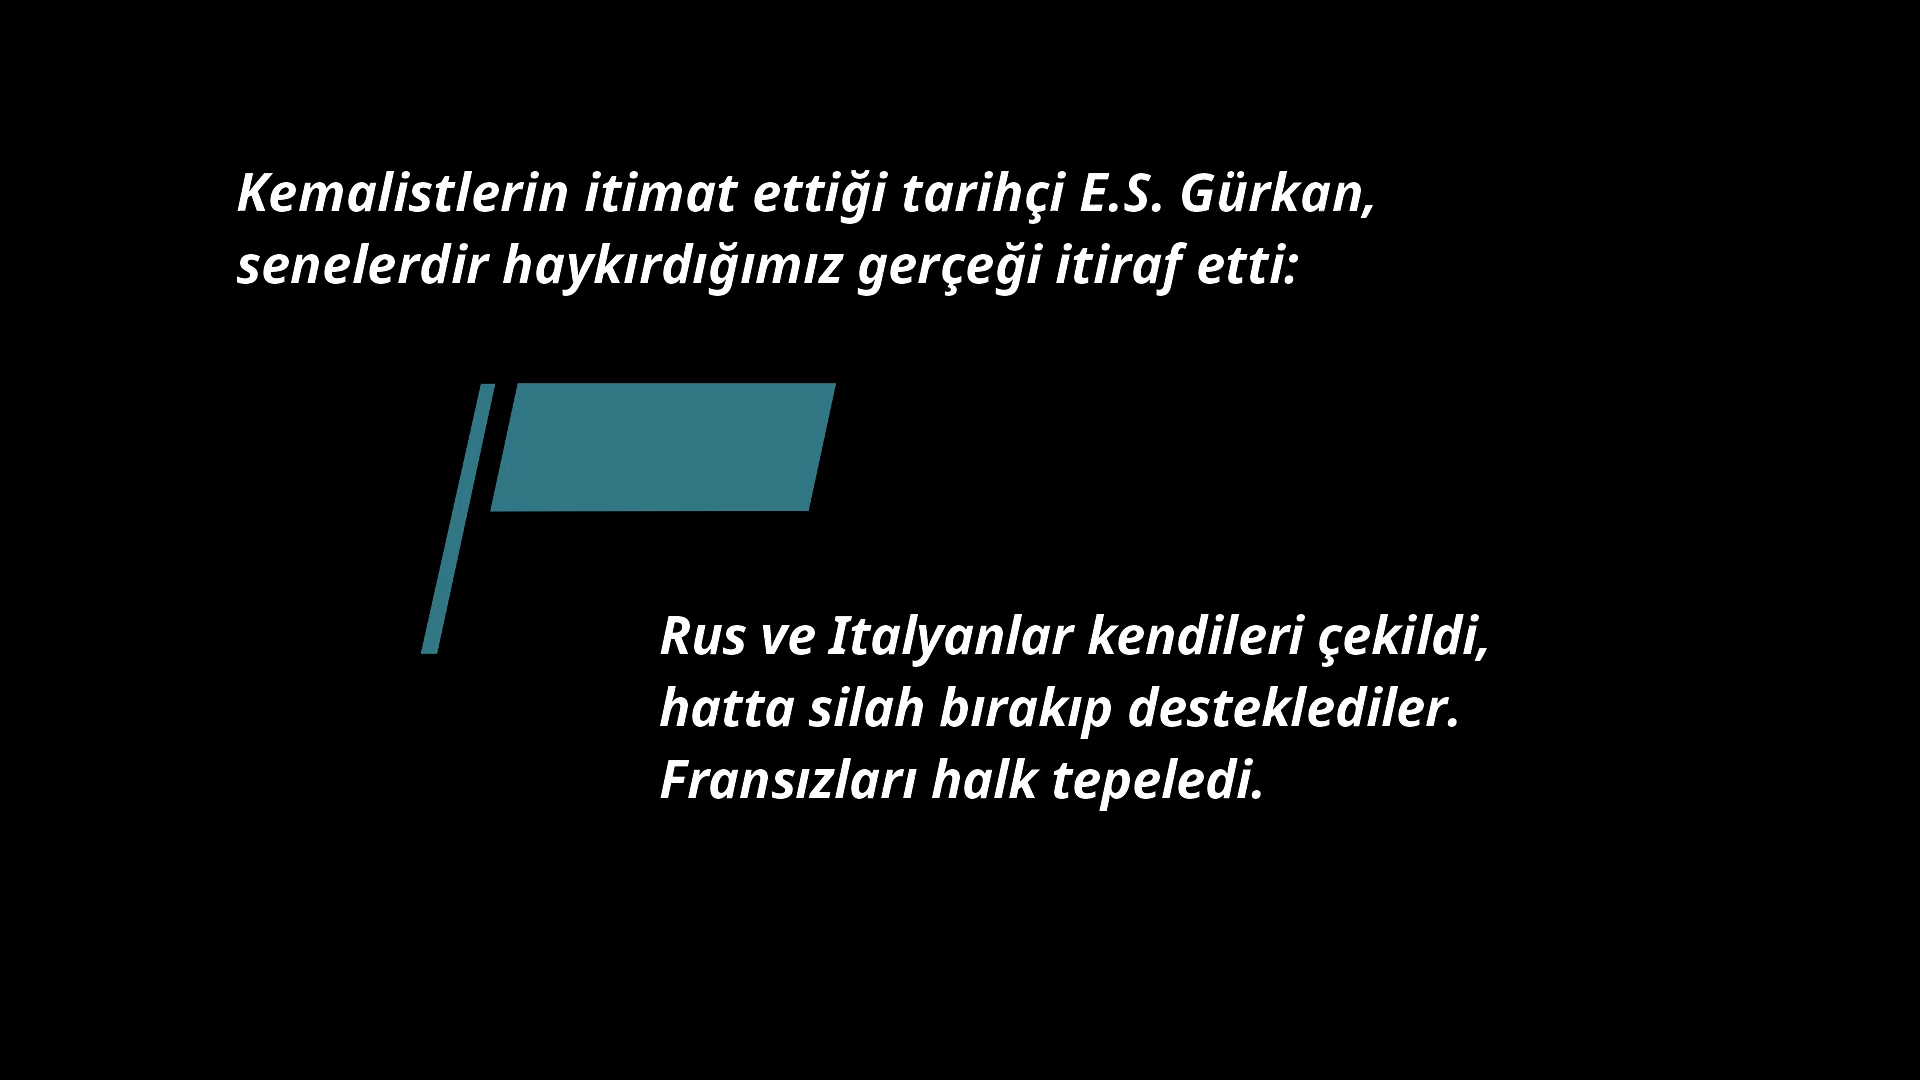 Kemalistlerin itimat ettiği tarihçi E.S. Gürkan,
senelerdir haykırdığımız gerçeği itiraf etti:
Rus ve Italyanlar kendileri çekildi,
hatta silah bırakıp desteklediler.
Fransızları halk tepeledi.